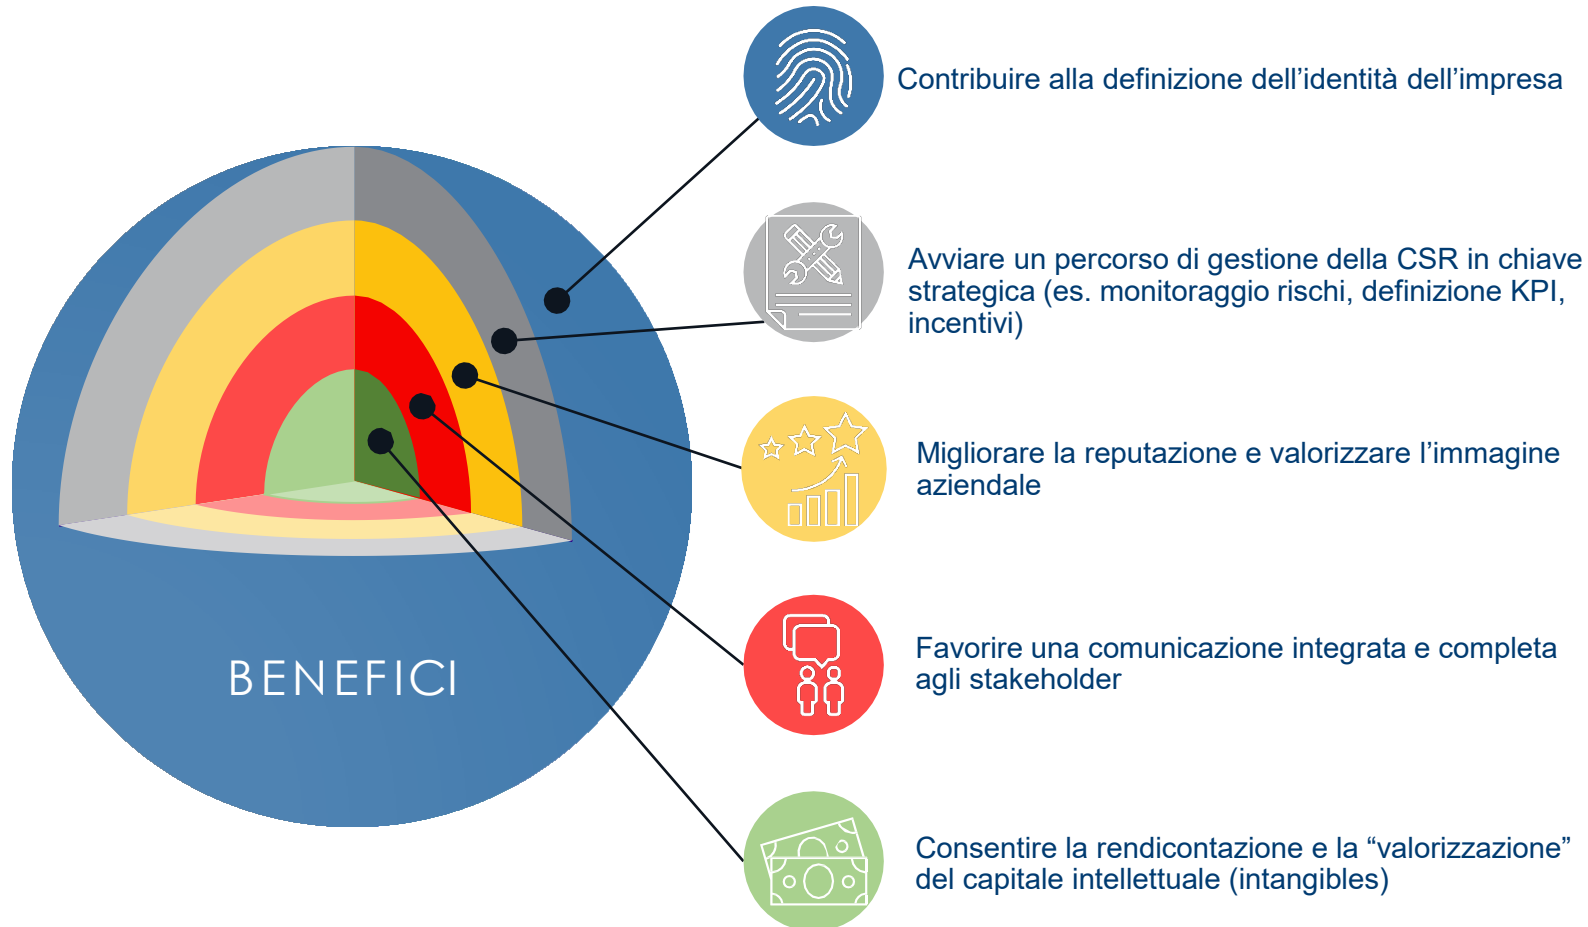 Contribuire alla definizione dell’identità dell’impresa
Avviare un percorso di gestione della CSR in chiave
strategica (es. monitoraggio rischi, definizione KPI,
incentivi)
Migliorare la reputazione e valorizzare l’immagine
aziendale
BENEFICI
Favorire una comunicazione integrata e completa
agli stakeholder
Consentire la rendicontazione e la “valorizzazione”
del capitale intellettuale (intangibles)